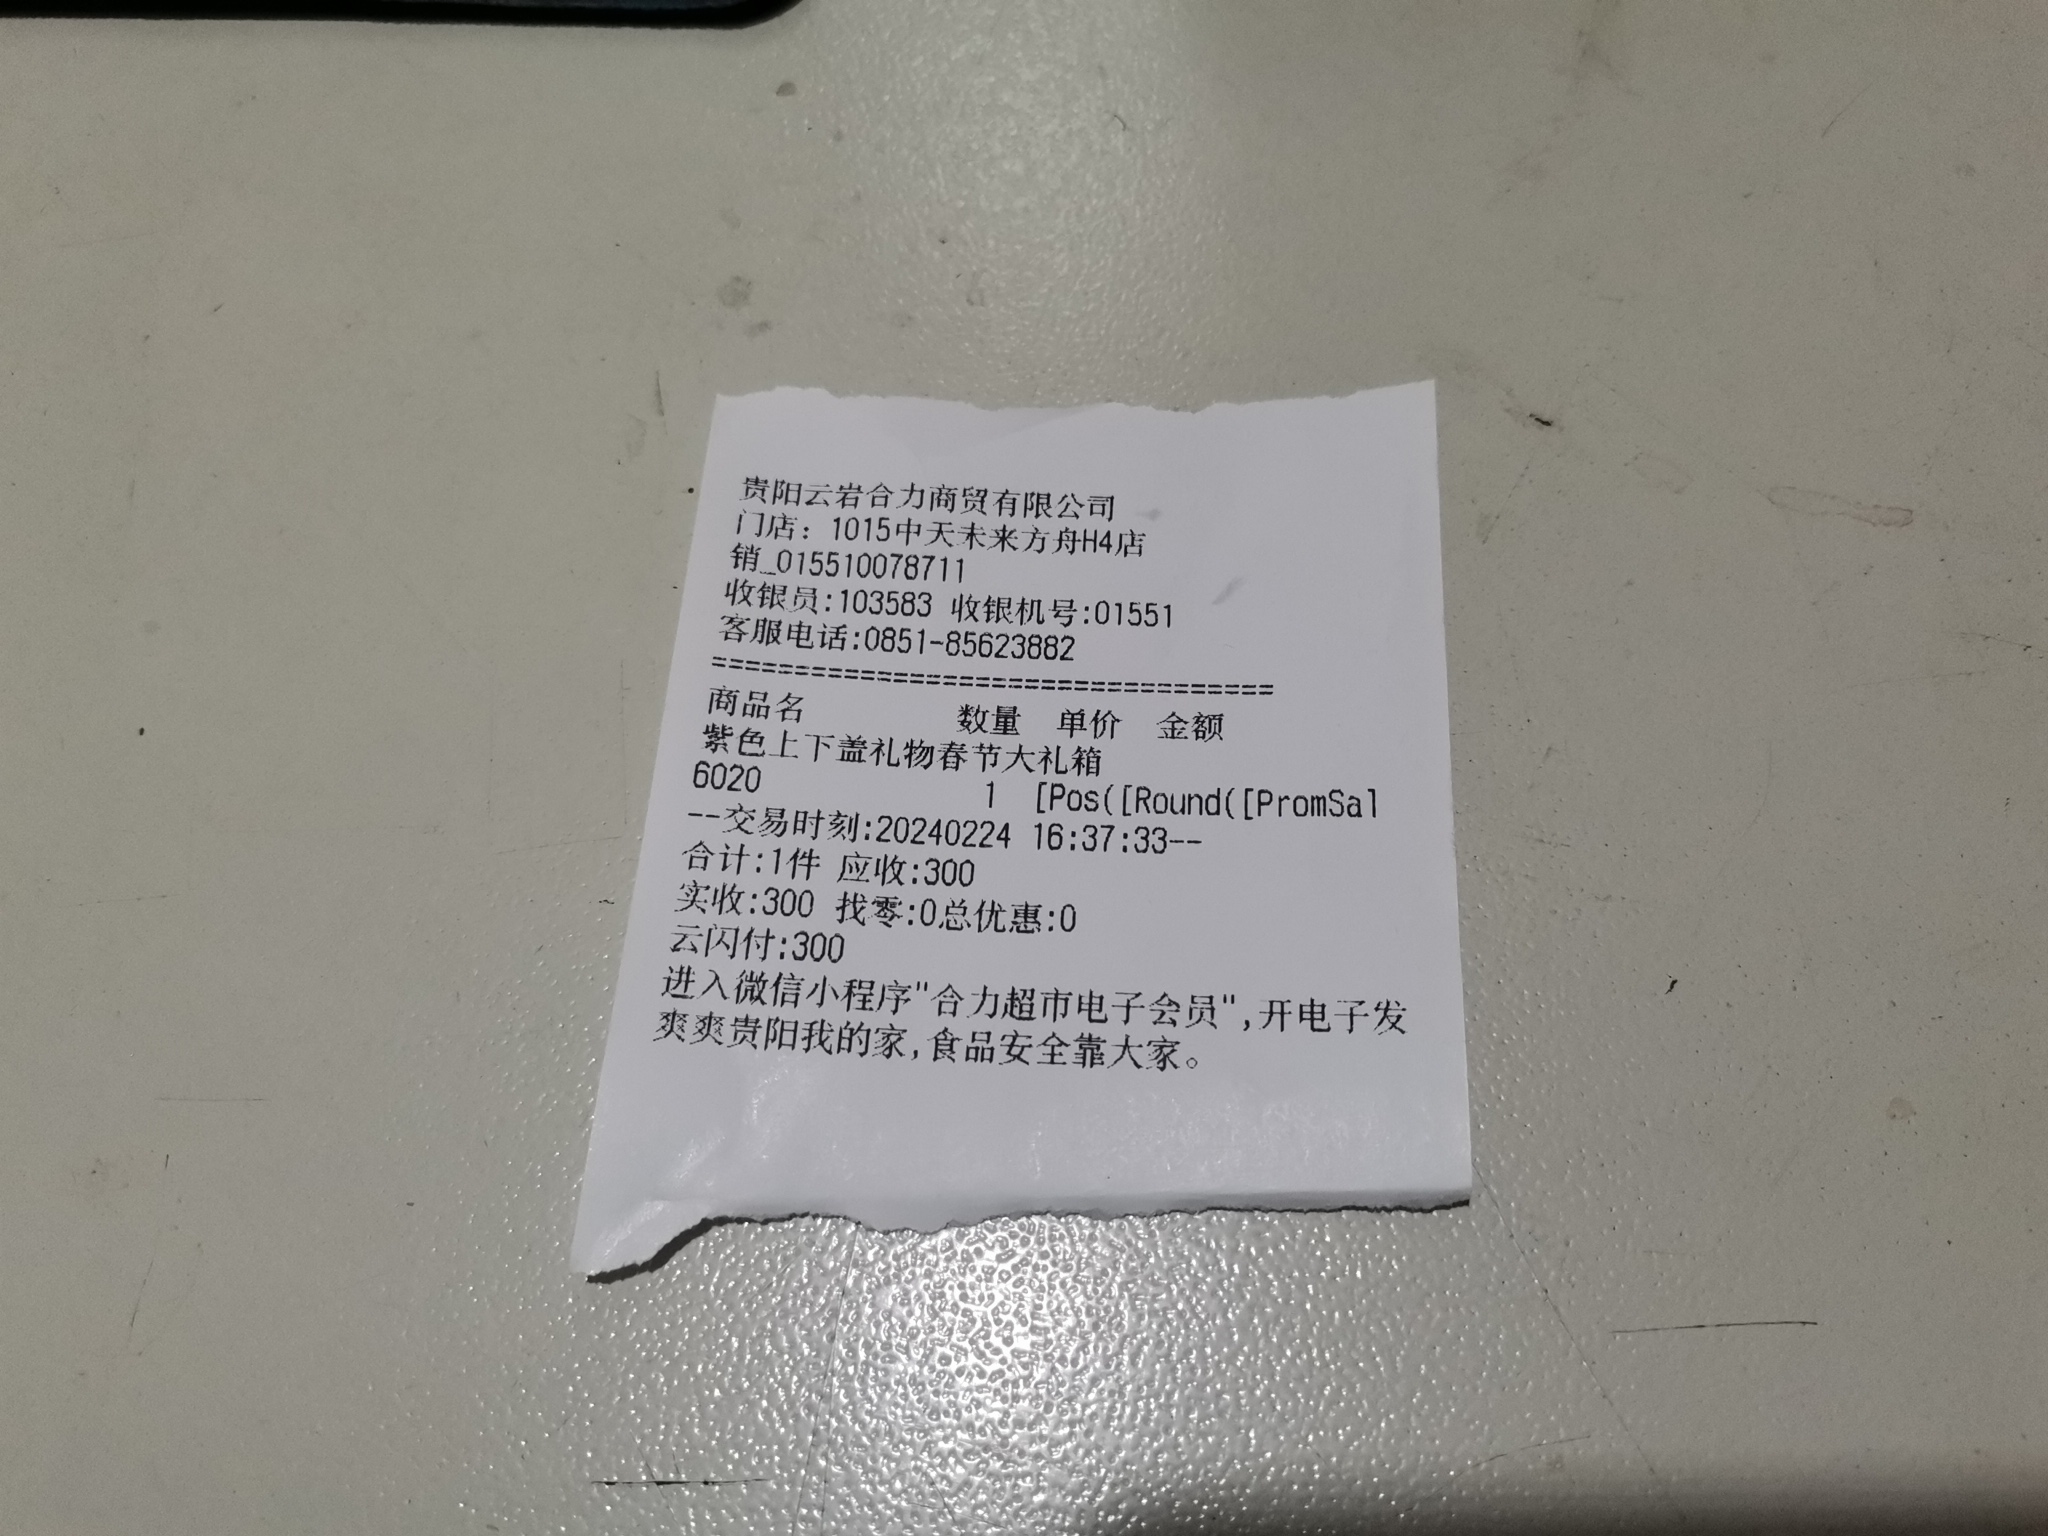 贵阳云岩合力商贸有限公司
门店：1015中天未来方舟H4店
销_015510078711
收银员:103583 收银机号:01551
客服电话:0851-85623882
==================================
商品名 数量 单价 金额
紫色上下盖礼物春节大礼箱
6020 1 [Pos([Round([PromSal
--交易时刻:20240224 16:37:33--
合计:1件 应收:300
实收:300 找零:0总优惠:0
云闪付:300
进入微信小程序"合力超市电子会员",开电子发
爽爽贵阳我的家,食品安全靠大家。